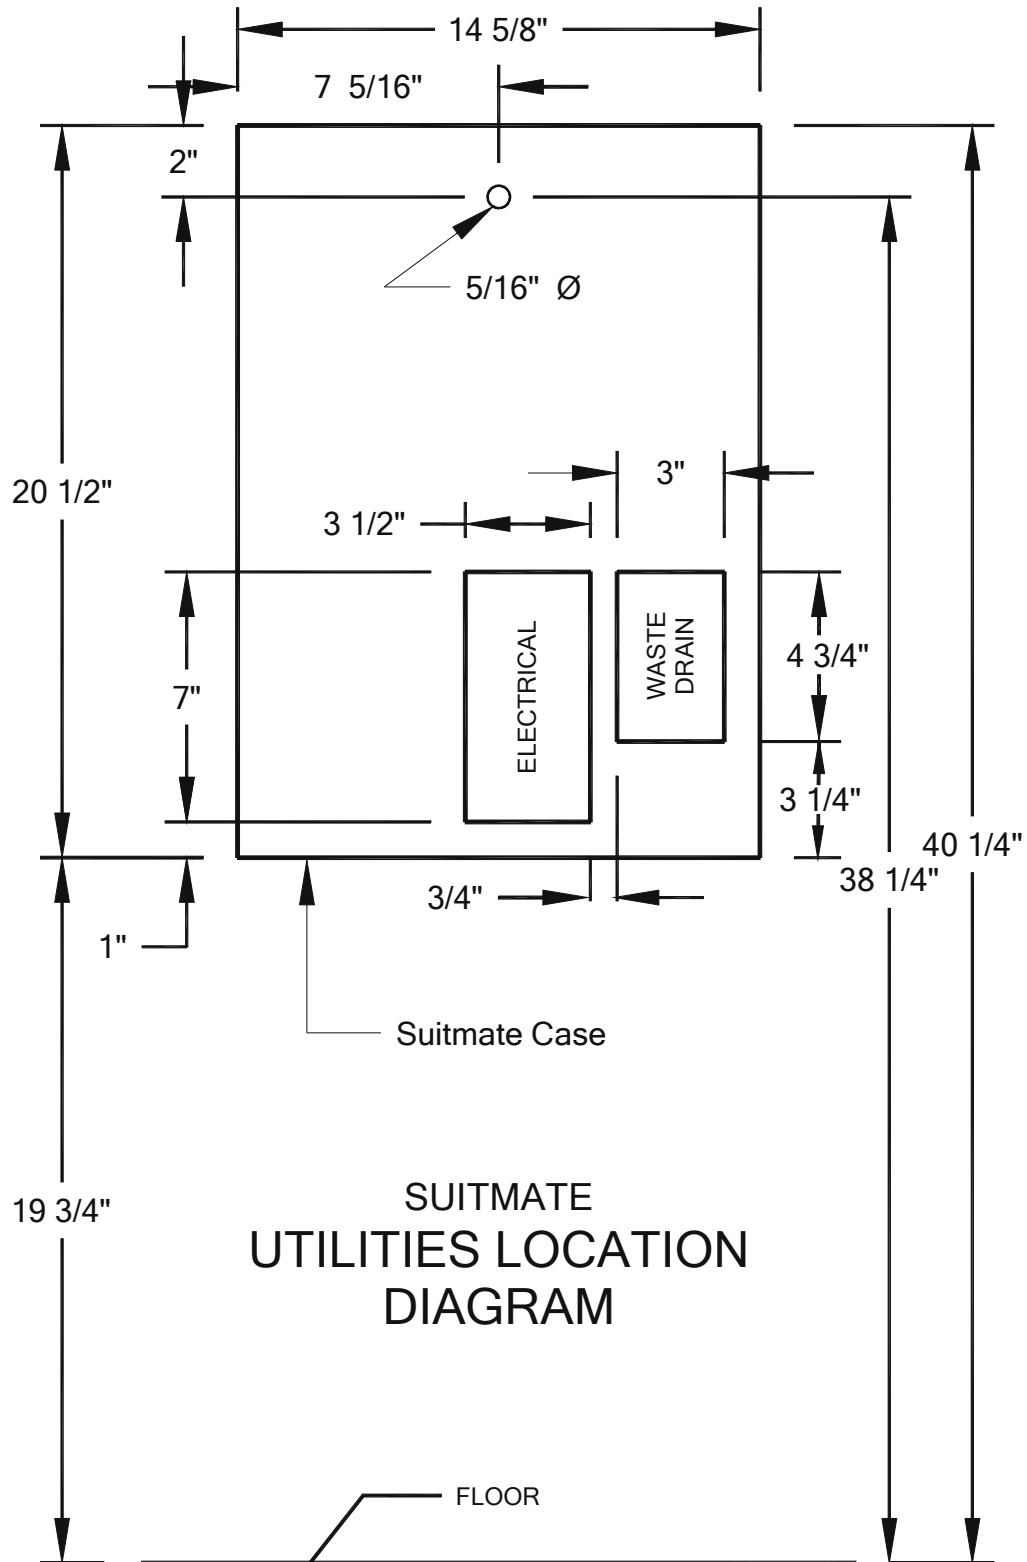 14 5/8"
7 5/16"
2"
5/16" Ø
20 1/2"
3"
3 1/2"
ELECTRICAL
WASTE
DRAIN
4 3/4"
7"
3 1/4"
40 1/4"
38 1/4"
3/4"
1"
Suitmate Case
19 3/4"
SUITMATE
UTILITIES LOCATION
DIAGRAM
FLOOR